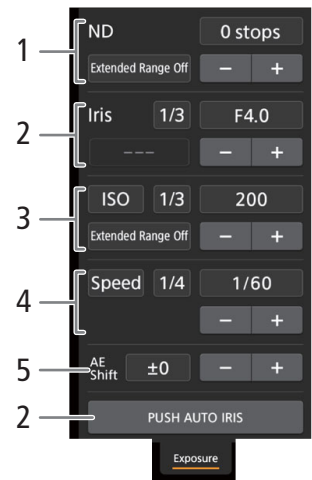 1
ND
0 stops
Extended Range Off
− +
2
Iris
1/3
F4.0
---
− +
3
ISO
1/3
200
Extended Range Off
− +
4
Speed
1/4
1/60
− +
5
AE
Shift
±0
− +
2
PUSH AUTO IRIS
Exposure